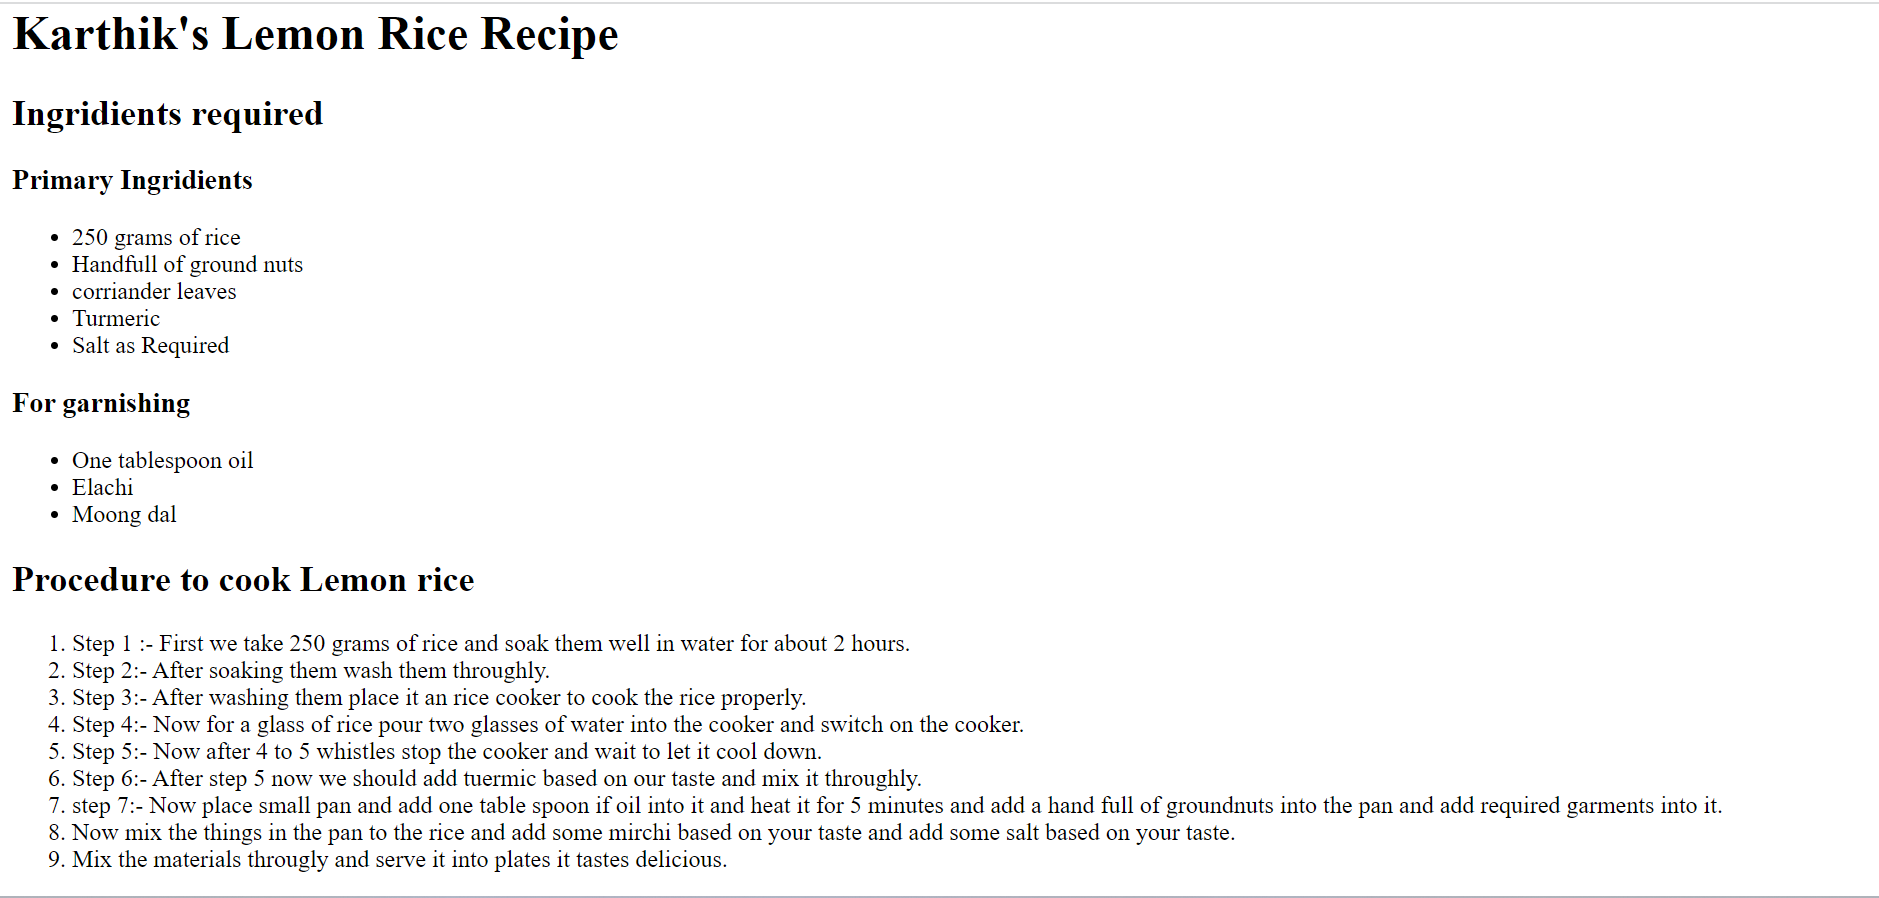 Karthik's Lemon Rice Recipe
Ingridients required
Primary Ingridients
• 250 grams of rice
• Handfull of ground nuts
• corriander leaves
• Turmeric
• Salt as Required
For garnishing
• One tablespoon oil
• Elachi
• Moong dal
Procedure to cook Lemon rice
1. Step 1 :- First we take 250 grams of rice and soak them well in water for about 2 hours.
2. Step 2:- After soaking them wash them throughly.
3. Step 3:- After washing them place it an rice cooker to cook the rice properly.
4. Step 4:- Now for a glass of rice pour two glasses of water into the cooker and switch on the cooker.
5. Step 5:- Now after 4 to 5 whistles stop the cooker and wait to let it cool down.
6. Step 6:- After step 5 now we should add tuermic based on our taste and mix it throughly.
7. step 7:- Now place small pan and add one table spoon if oil into it and heat it for 5 minutes and add a hand full of groundnuts into the pan and add required garments into it.
8. Now mix the things in the pan to the rice and add some mirchi based on your taste and add some salt based on your taste.
9. Mix the materials througly and serve it into plates it tastes delicious.